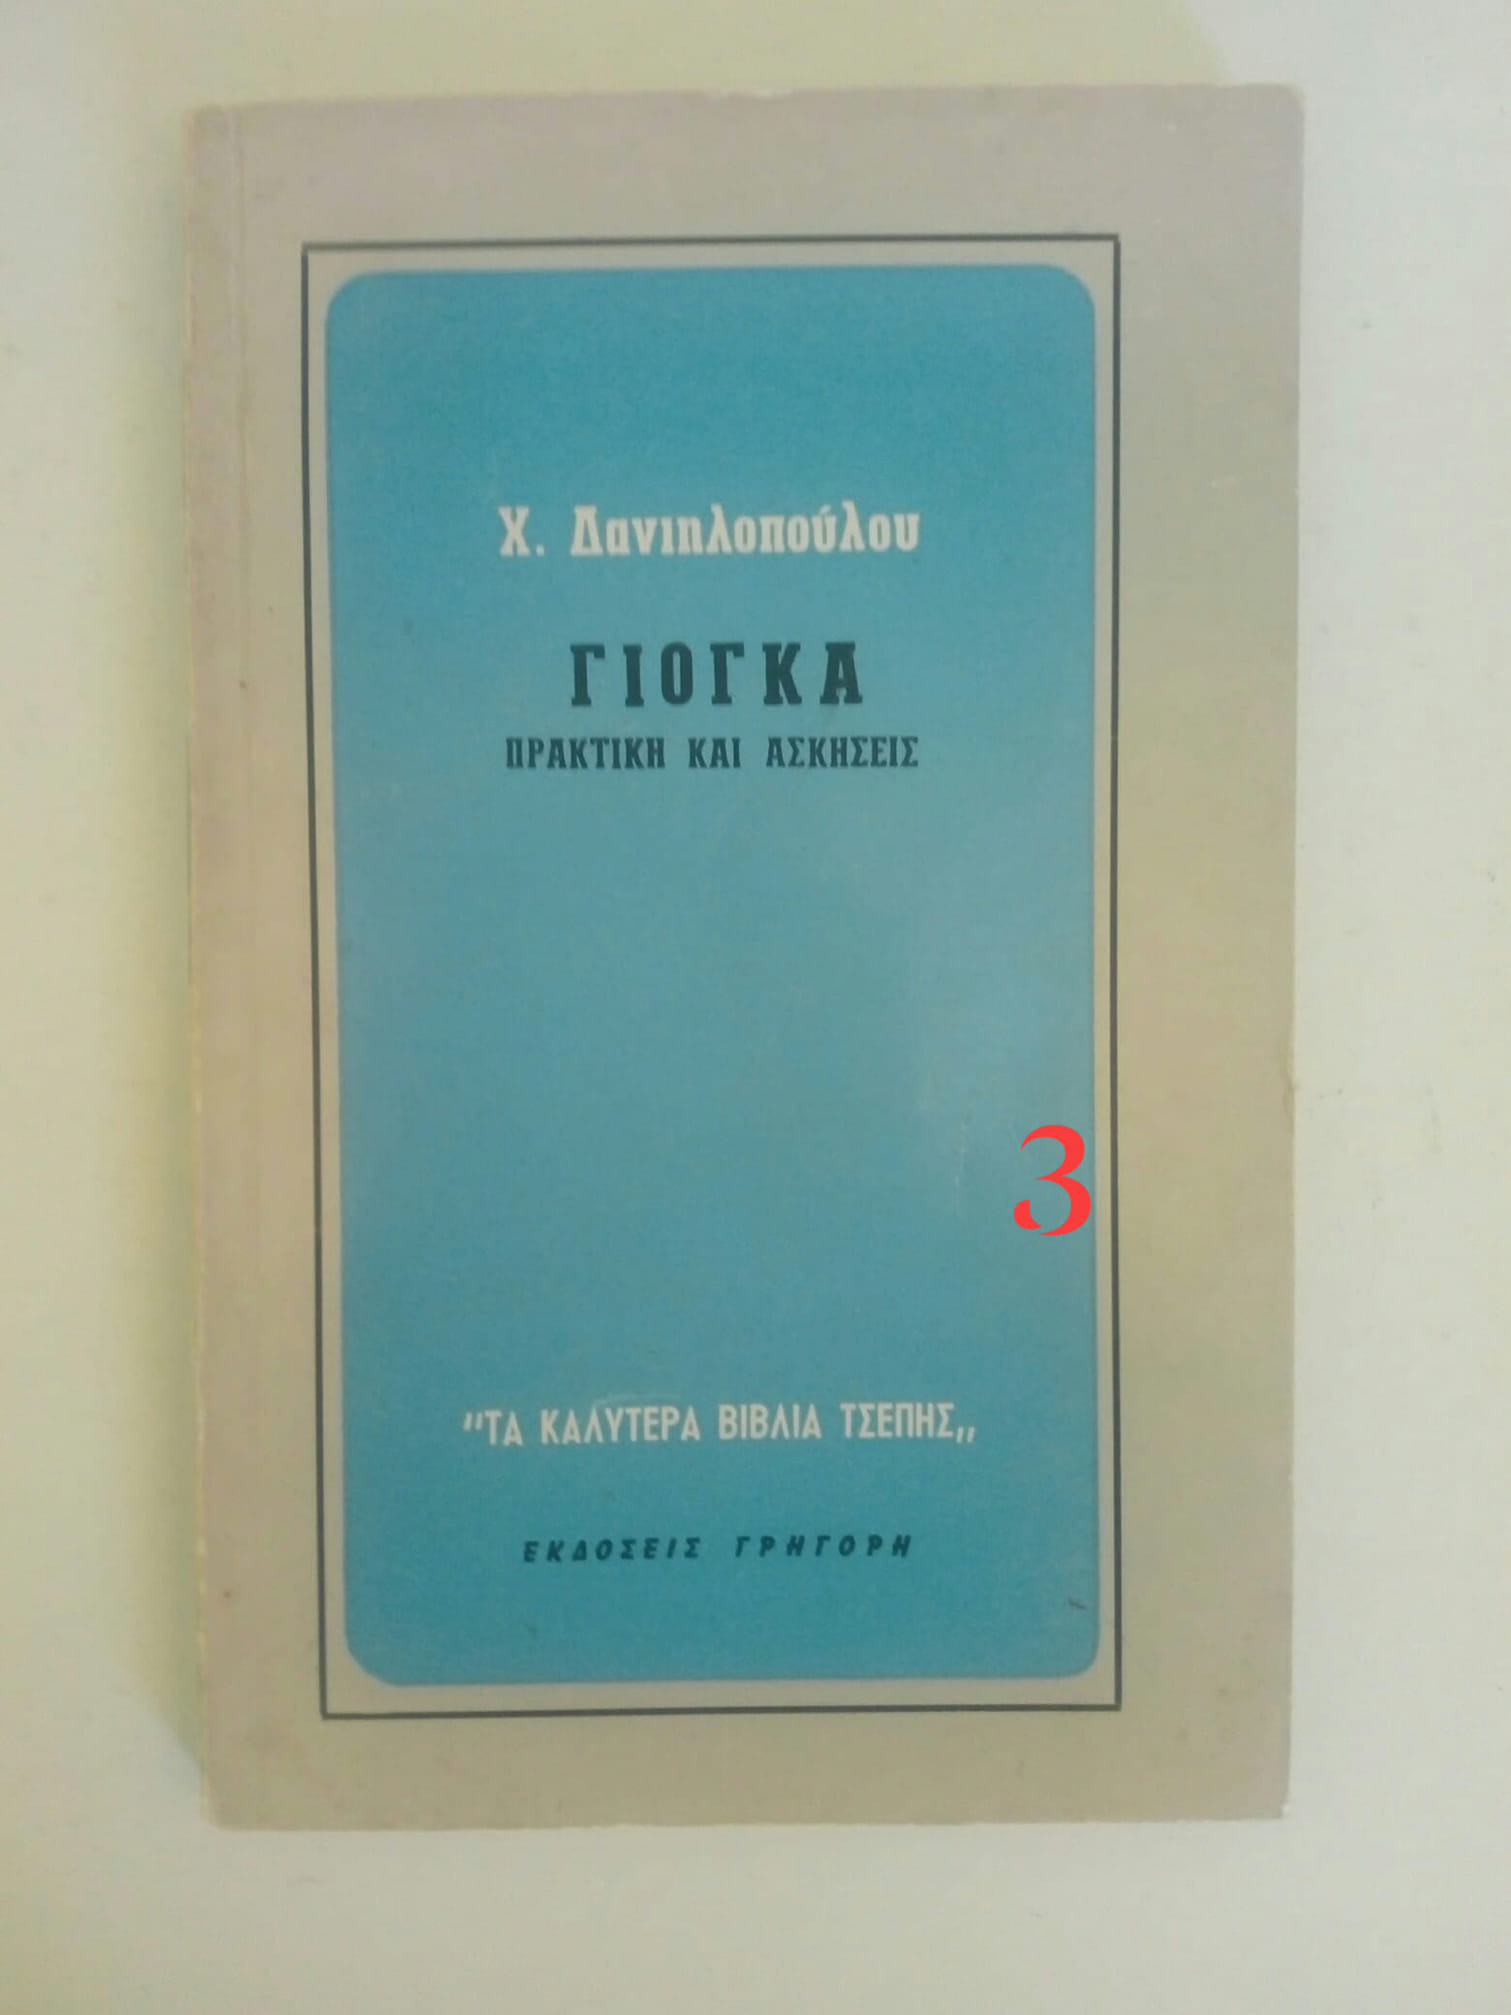 Χ. Δανιηλοπούλου
ΓΙΟΓΚΑ
ΠΡΑΚΤΙΚΗ ΚΑΙ ΑΣΚΗΣΕΙΣ
3
"ΤΑ ΚΑΛΥΤΕΡΑ ΒΙΒΛΙΑ ΤΣΕΠΗΣ„
ΕΚΔΟΣΕΙΣ ΓΡΗΓΟΡΗ